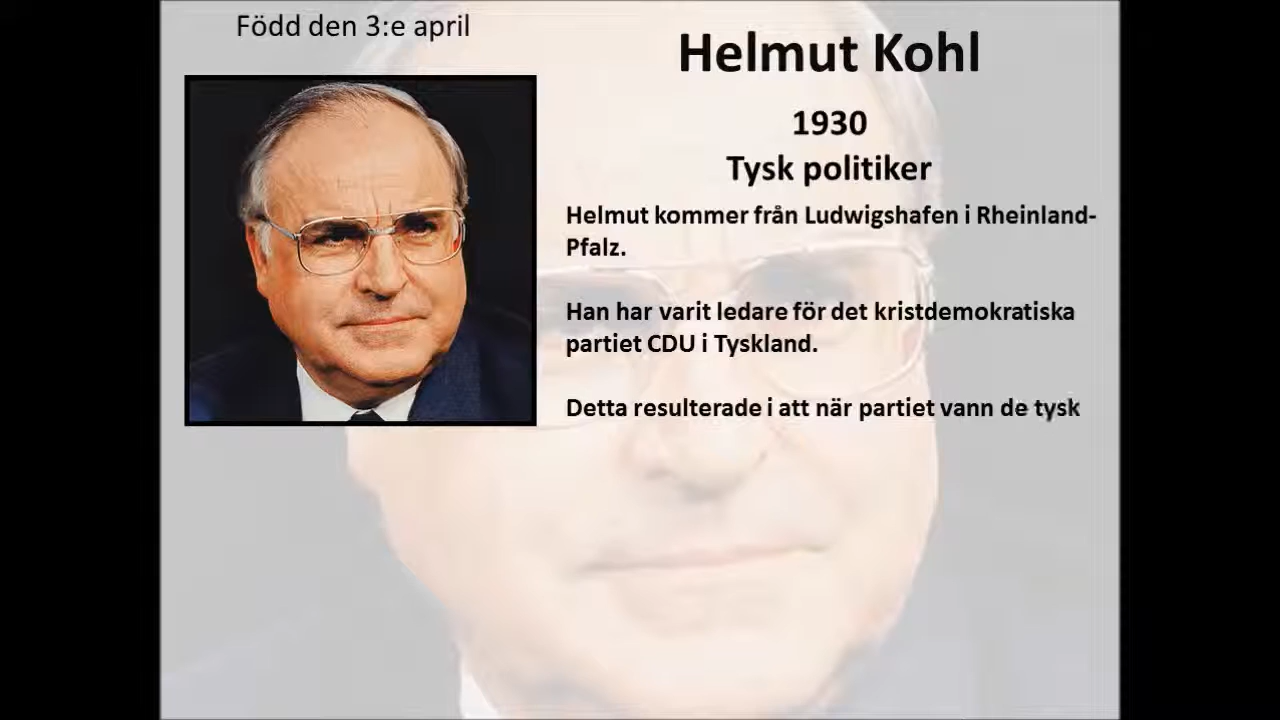 Född den 3:e april
Helmut Kohl
1930
Tysk politiker
Helmut kommer från Ludwigshafen i Rheinland-
Pfalz.
Han har varit ledare för det kristdemokratiska
partiet CDU i Tyskland.
Detta resulterade i att när partiet vann de tysk